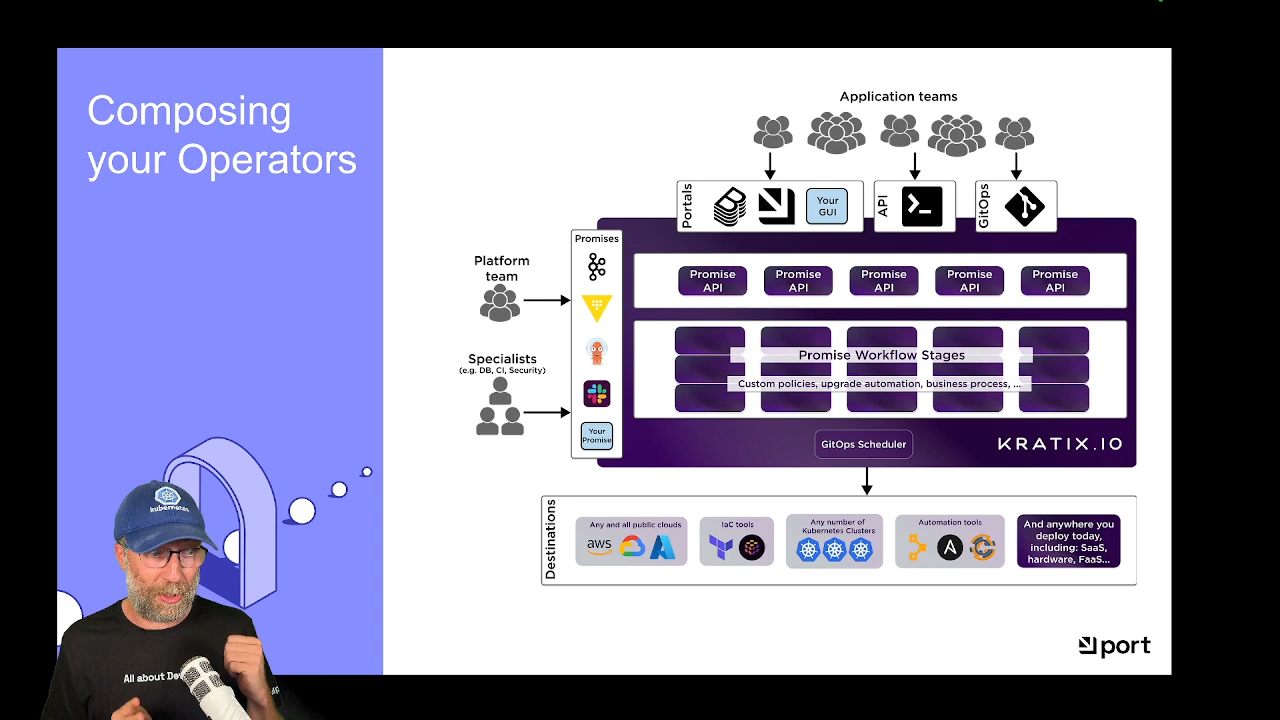 Composing
your Operators
Application teams
Portals
Your
GUI
API
GitOps
Platform
team
Specialists
(e.g. DB, CI, Security)
Promises
Your
Promise
Promise
API
Promise
API
Promise
API
Promise
API
Promise
API
Promise Workflow Stages
Custom policies, upgrade automation, business process, ...
GitOps Scheduler
KRATIX.IO
Destinations
Any and all public clouds
aws
IaC tools
Any number of
Kubernetes Clusters
Automation tools
And anywhere you
deploy today,
including: SaaS,
hardware, FaaS...
port
kubernetes
All about Dev